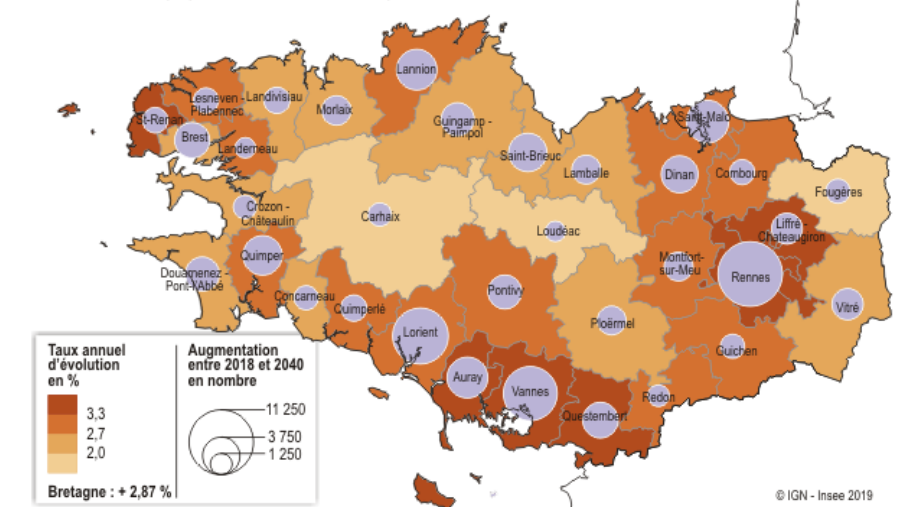 Lannion
Lesneven -
Plabennec
Landivisiau
Morlaix
St-Renan
Brest
Landerneau
Guingamp -
Paimpol
Saint-Brieuc
Lamballe
Saint-Malo
Dinan
Combourg
Fougères
Crozon -
Châteaulin
Carhaix
Loudéac
Liffré -
Chateaugiron
Quimper
Douarnenez -
Pont-l'Abbé
Montfort-
sur-Meu
Rennes
Concarneau
Quimperlé
Pontivy
Ploërmel
Vitré
Lorient
Guichen
Auray
Vannes
Questembert
Redon
Taux annuel
d'évolution
en %
3,3
2,7
2,0
Bretagne : + 2,87 %
Augmentation
entre 2018 et 2040
en nombre
11 250
3 750
1 250
© IGN - Insee 2019